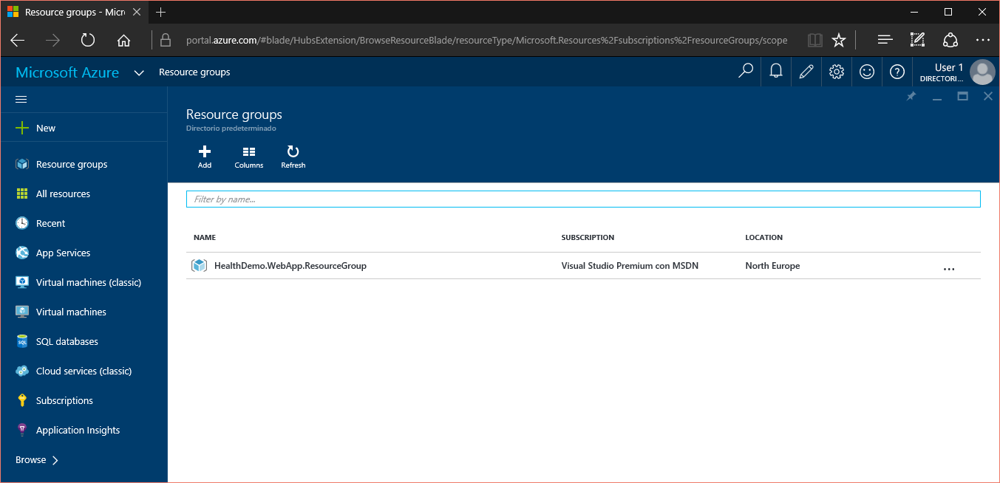 Resource groups - Micr
portal.azure.com/#blade/HubsExtension/BrowseResourceBlade/resourceType/Microsoft.Resources%2Fsubscriptions%2FresourceGroups/scope
Microsoft Azure Resource groups
User 1
DIRECTORI...
New
Resource groups
All resources
Recent
App Services
Virtual machines (classic)
Virtual machines
SQL databases
Cloud services (classic)
Subscriptions
Application Insights
Browse
Resource groups
Directorio predeterminado
Add Columns Refresh
Filter by name...
NAME SUBSCRIPTION LOCATION
HealthDemo.WebApp.ResourceGroup Visual Studio Premium con MSDN North Europe ...